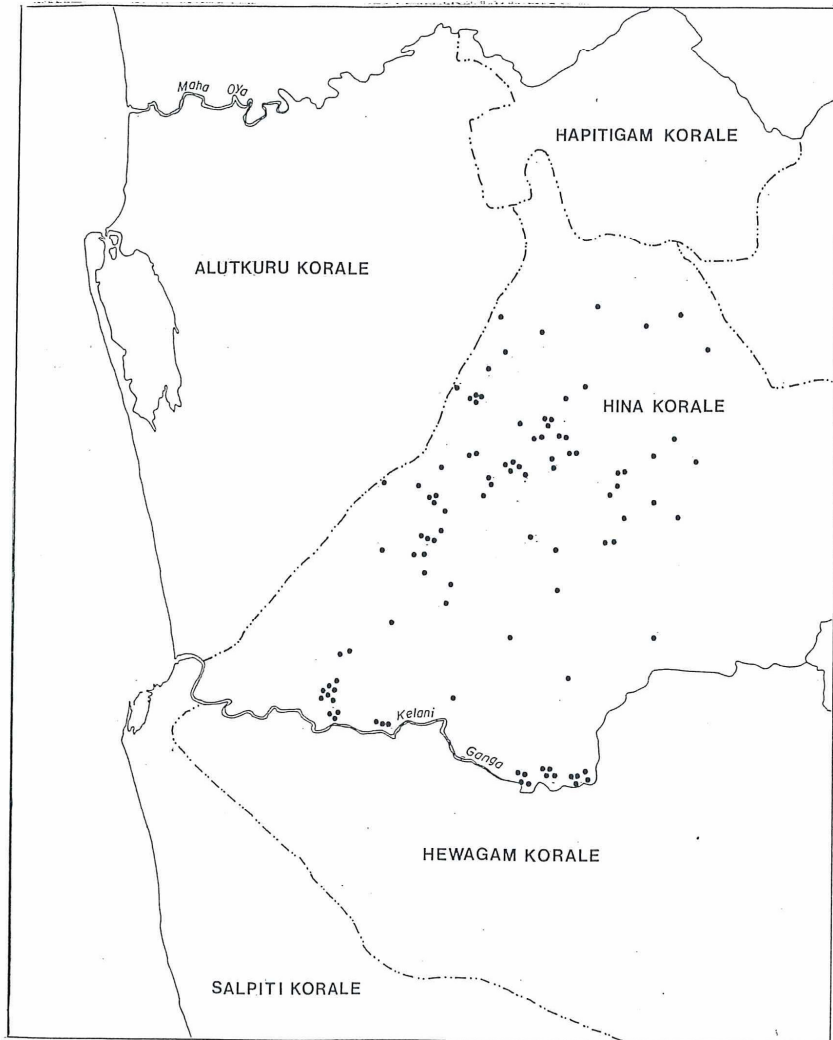 Maha Oya
HAPITIGAM KORALE
ALUTKURU KORALE
HINA KORALE
Kelani
Ganga
HEWAGAM KORALE
SALPITI KORALE